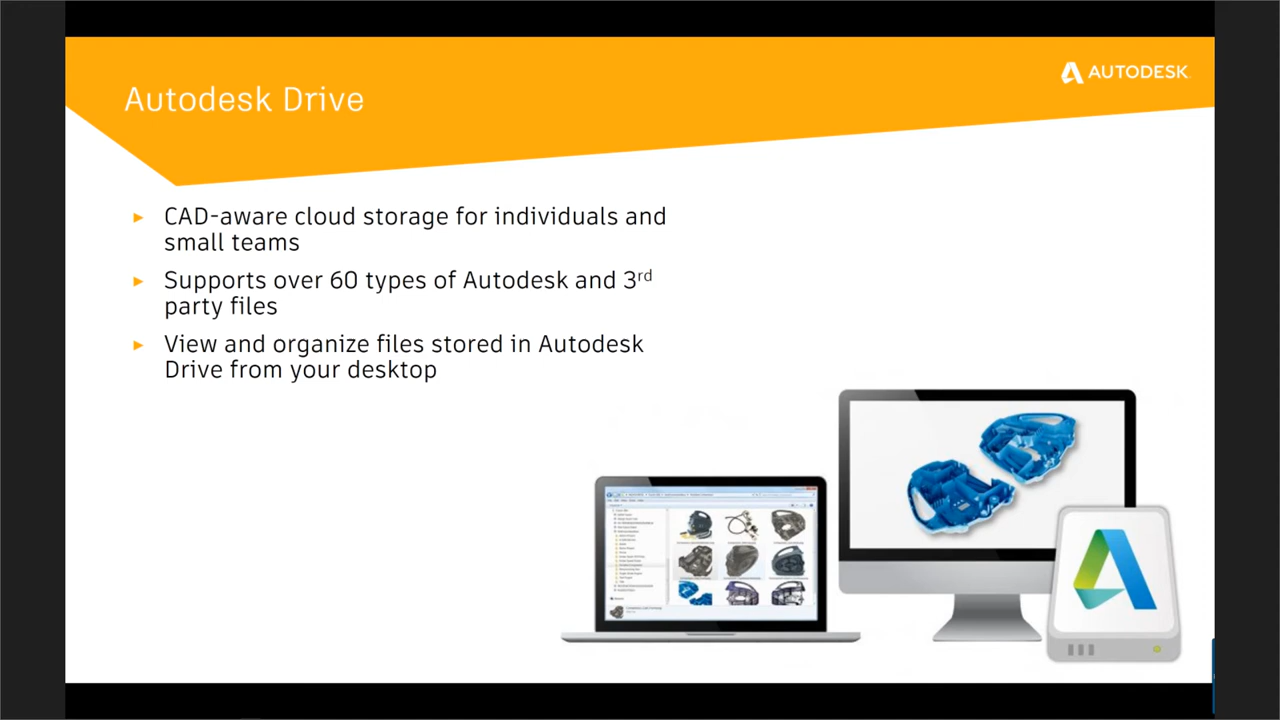 AUTODESK
Autodesk Drive
CAD-aware cloud storage for individuals and
small teams
Supports over 60 types of Autodesk and 3rd
party files
View and organize files stored in Autodesk
Drive from your desktop